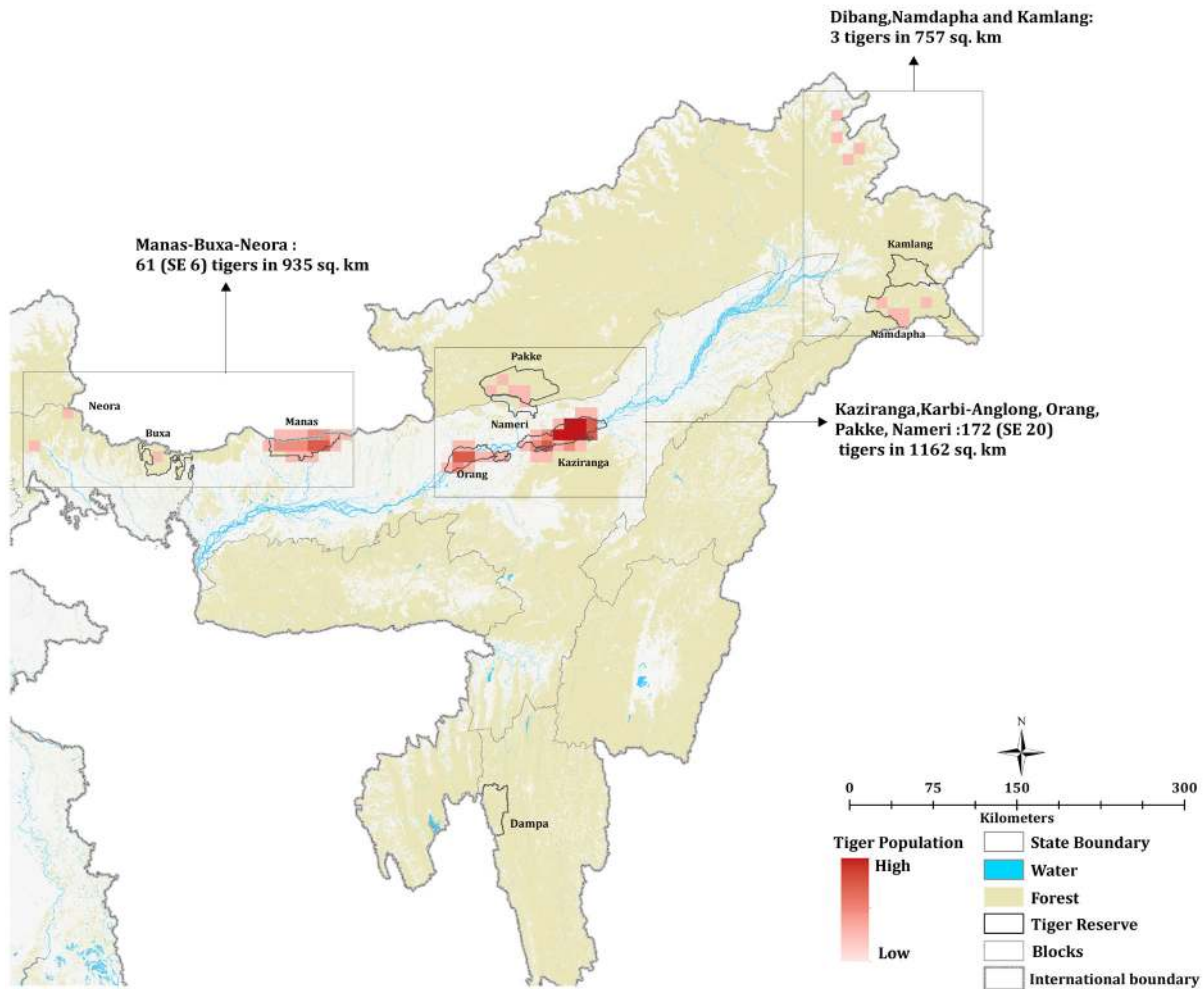 Dibang,Namdapha and Kamlang:
3 tigers in 757 sq. km
Manas-Buxa-Neora :
61 (SE 6) tigers in 935 sq. km
Kamlang
Namdapha
Pakke
Neora
Manas
Buxa
Nameri
Kaziranga
Orang
Kaziranga,Karbi-Anglong, Orang,
Pakke, Nameri :172 (SE 20)
tigers in 1162 sq. km
Dampa
N
0 75 150 300
Kilometers
Tiger Population
High
Low
State Boundary
Water
Forest
Tiger Reserve
Blocks
International boundary